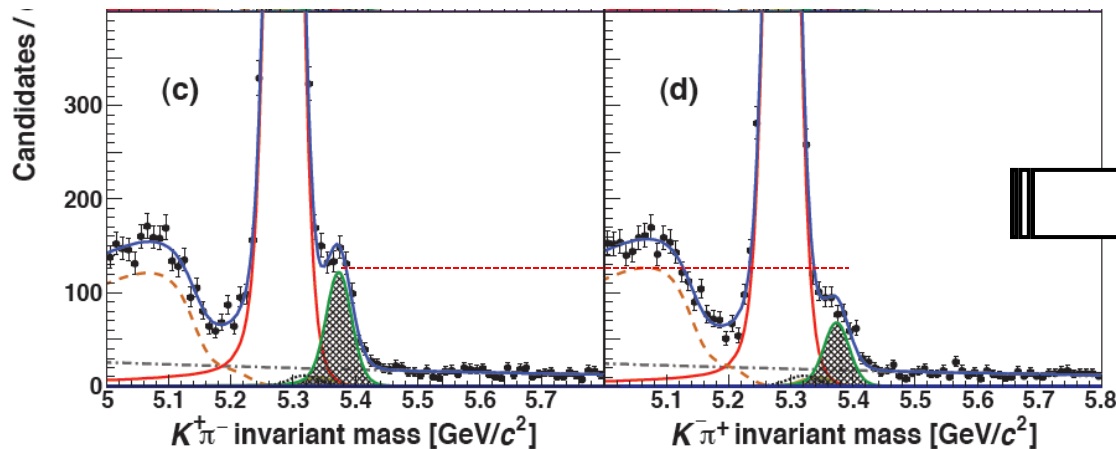 Candidates / (
(c)
(d)
300
200
100
0
5 5.1 5.2 5.3 5.4 5.5 5.6 5.7
5.1 5.2 5.3 5.4 5.5 5.6 5.7 5.8
K⁺π⁻ invariant mass [GeV/c²]
K⁻π⁺ invariant mass [GeV/c²]